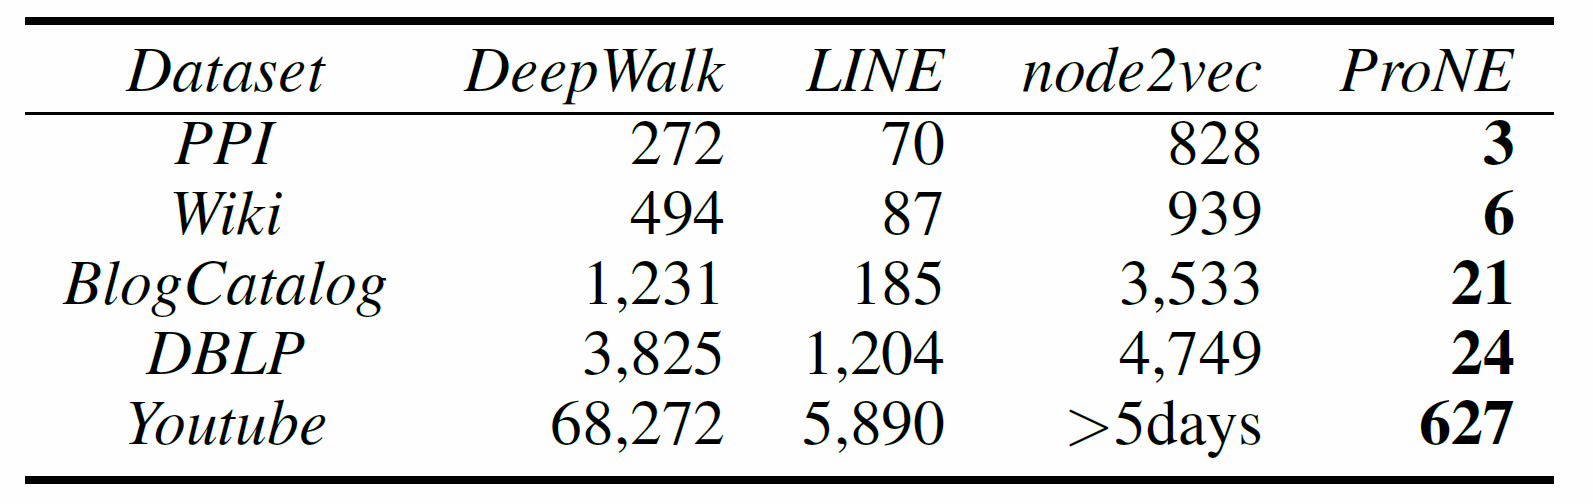 Dataset DeepWalk LINE node2vec ProNE
PPI 272 70 828 3
Wiki 494 87 939 6
BlogCatalog 1,231 185 3,533 21
DBLP 3,825 1,204 4,749 24
Youtube 68,272 5,890 >5days 627